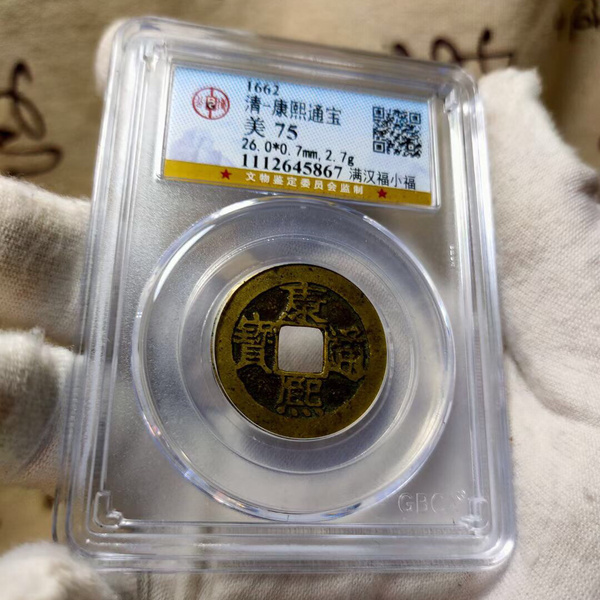 1662
清-康熙通宝
美 75
26.0*0.7mm,2.7g
1112645867 满汉福小福
★ 文物鉴定委员会监制 ★
康熙通寶
GBC